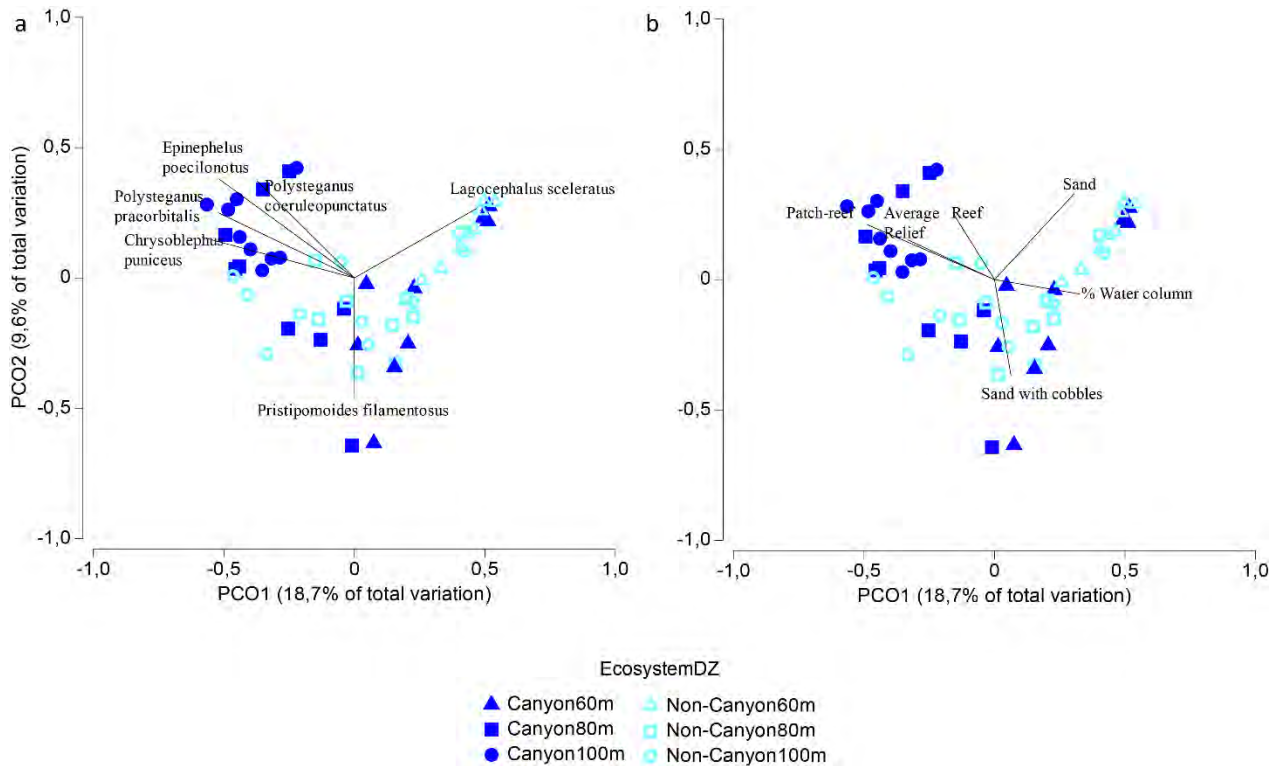 a
1,0
0,5
0
-0,5
-1,0
PCO2 (9,6% of total variation)
Epinephelus
poecilonotus
Polysteganus
praeorbitalis
Chrysoblephus
puniceus
Polysteganus
coeruleopunctatus
Lagocephalus sceleratus
Pristipomoides filamentosus
-1,0
-0,5
0
0,5
1,0
PCO1 (18,7% of total variation)
b
1,0
0,5
0
-0,5
-1,0
Sand
Patch-reef
Average
Relief
Reef
% Water column
Sand with cobbles
-1,0
-0,5
0
0,5
1,0
PCO1 (18,7% of total variation)
EcosystemDZ
Canyon60m
Canyon80m
Canyon100m
Non-Canyon60m
Non-Canyon80m
Non-Canyon100m